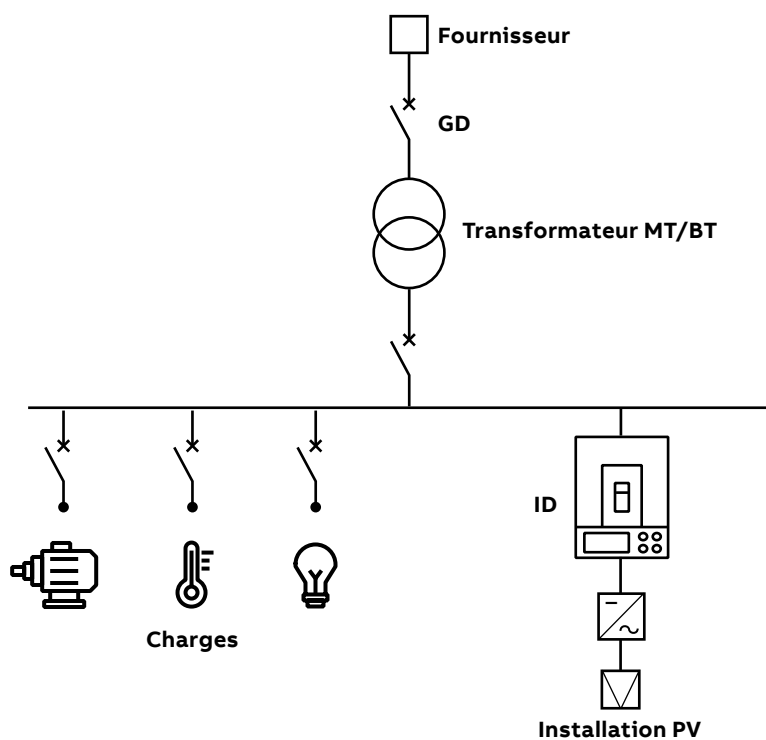 Fournisseur
GD
Transformateur MT/BT
ID
Charges
Installation PV